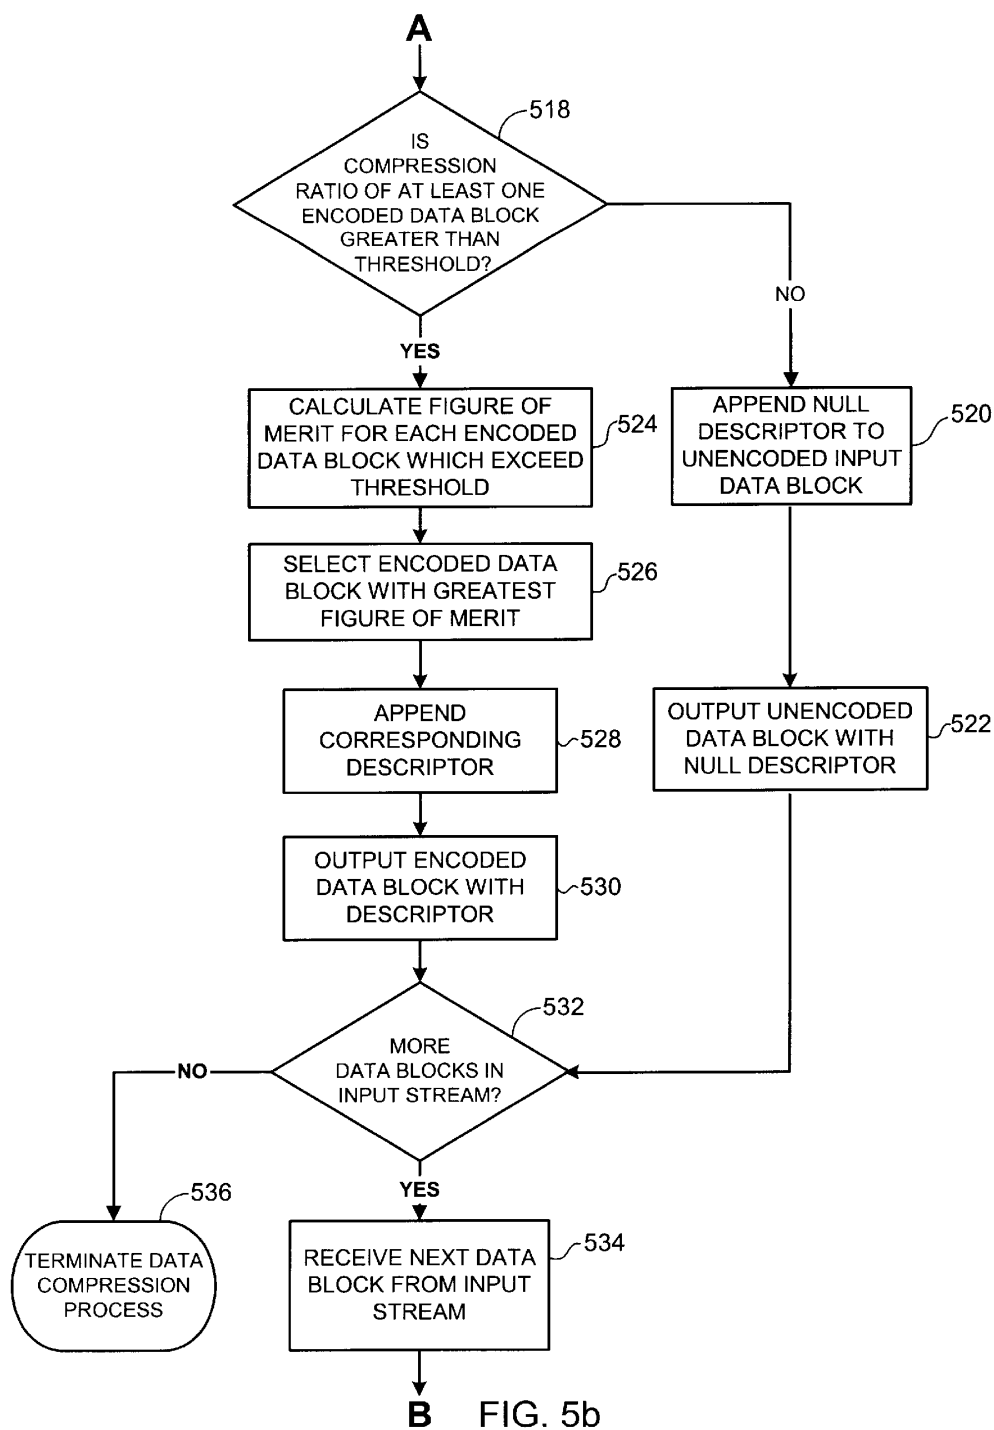 A
518
IS
COMPRESSION
RATIO OF AT LEAST ONE
ENCODED DATA BLOCK
GREATER THAN
THRESHOLD?
NO
YES
CALCULATE FIGURE OF
MERIT FOR EACH ENCODED
DATA BLOCK WHICH EXCEED
THRESHOLD
524
APPEND NULL
DESCRIPTOR TO
UNENCODED INPUT
DATA BLOCK
520
SELECT ENCODED DATA
BLOCK WITH GREATEST
FIGURE OF MERIT
526
APPEND
CORRESPONDING
DESCRIPTOR
528
OUTPUT UNENCODED
DATA BLOCK WITH
NULL DESCRIPTOR
522
OUTPUT ENCODED
DATA BLOCK WITH
DESCRIPTOR
530
532
MORE
DATA BLOCKS IN
INPUT STREAM?
NO
YES
536
TERMINATE DATA
COMPRESSION
PROCESS
RECEIVE NEXT DATA
BLOCK FROM INPUT
STREAM
534
B
FIG. 5b